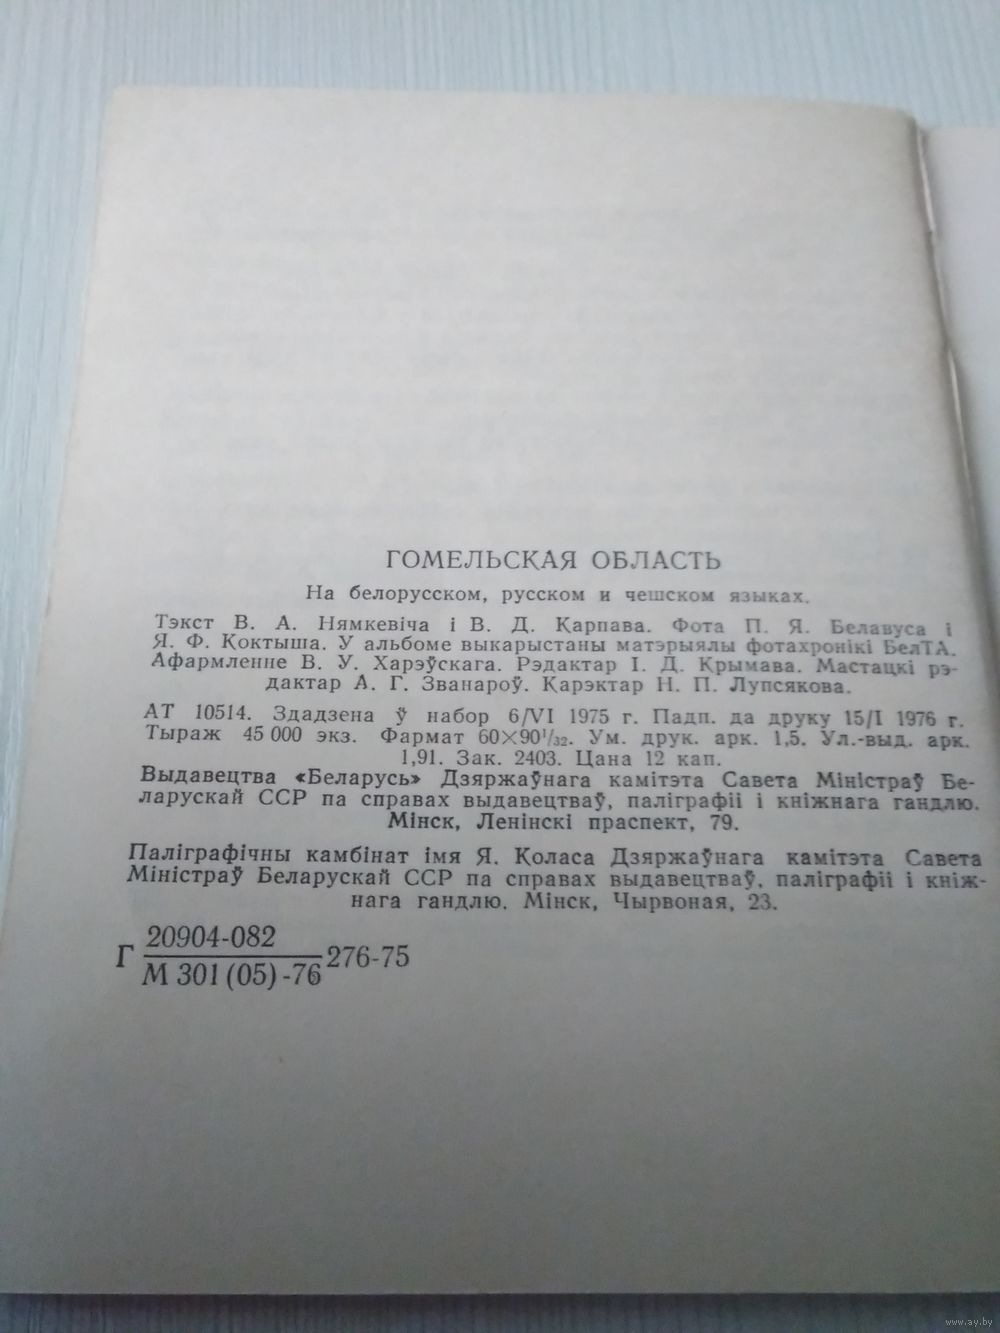 ГОМЕЛЬСКАЯ ОБЛАСТЬ
На белорусском, русском и чешском языках.
Тэкст В. А. Нямкевіча і В. Д. Карпава. Фота П. Я. Белавуса і
Я. Ф. Коктыша. У альбоме выкарыстаны матэрыялы фотахронікі БелТА.
Афармленне В. У. Харэўскага. Рэдактар І. Д. Крымава. Мастацкі рэ-
дактар А. Г. Званароў. Карэктар Н. П. Лупсякова.
АТ 10514. Здадзена ў набор 6/VI 1975 г. Падп. да друку 15/I 1976 г.
Тыраж 45 000 экз. Фармат 60×90¹/₃₂. Ум. друк. арк. 1,5. Ул.-выд. арк.
1,91. Зак. 2403. Цана 12 кап.
Выдавецтва «Беларусь» Дзяржаўнага камітэта Савета Міністраў Бе-
ларускай ССР па справах выдавецтваў, паліграфіі і кніжнага гандлю.
Мінск, Ленінскі праспект, 79.
Паліграфічны камбінат імя Я. Коласа Дзяржаўнага камітэта Савета
Міністраў Беларускай ССР па справах выдавецтваў, паліграфіі і кніж-
нага гандлю. Мінск, Чырвоная, 23.
20904-082
Г 276-75
М 301 (05) -76
www.ay.by